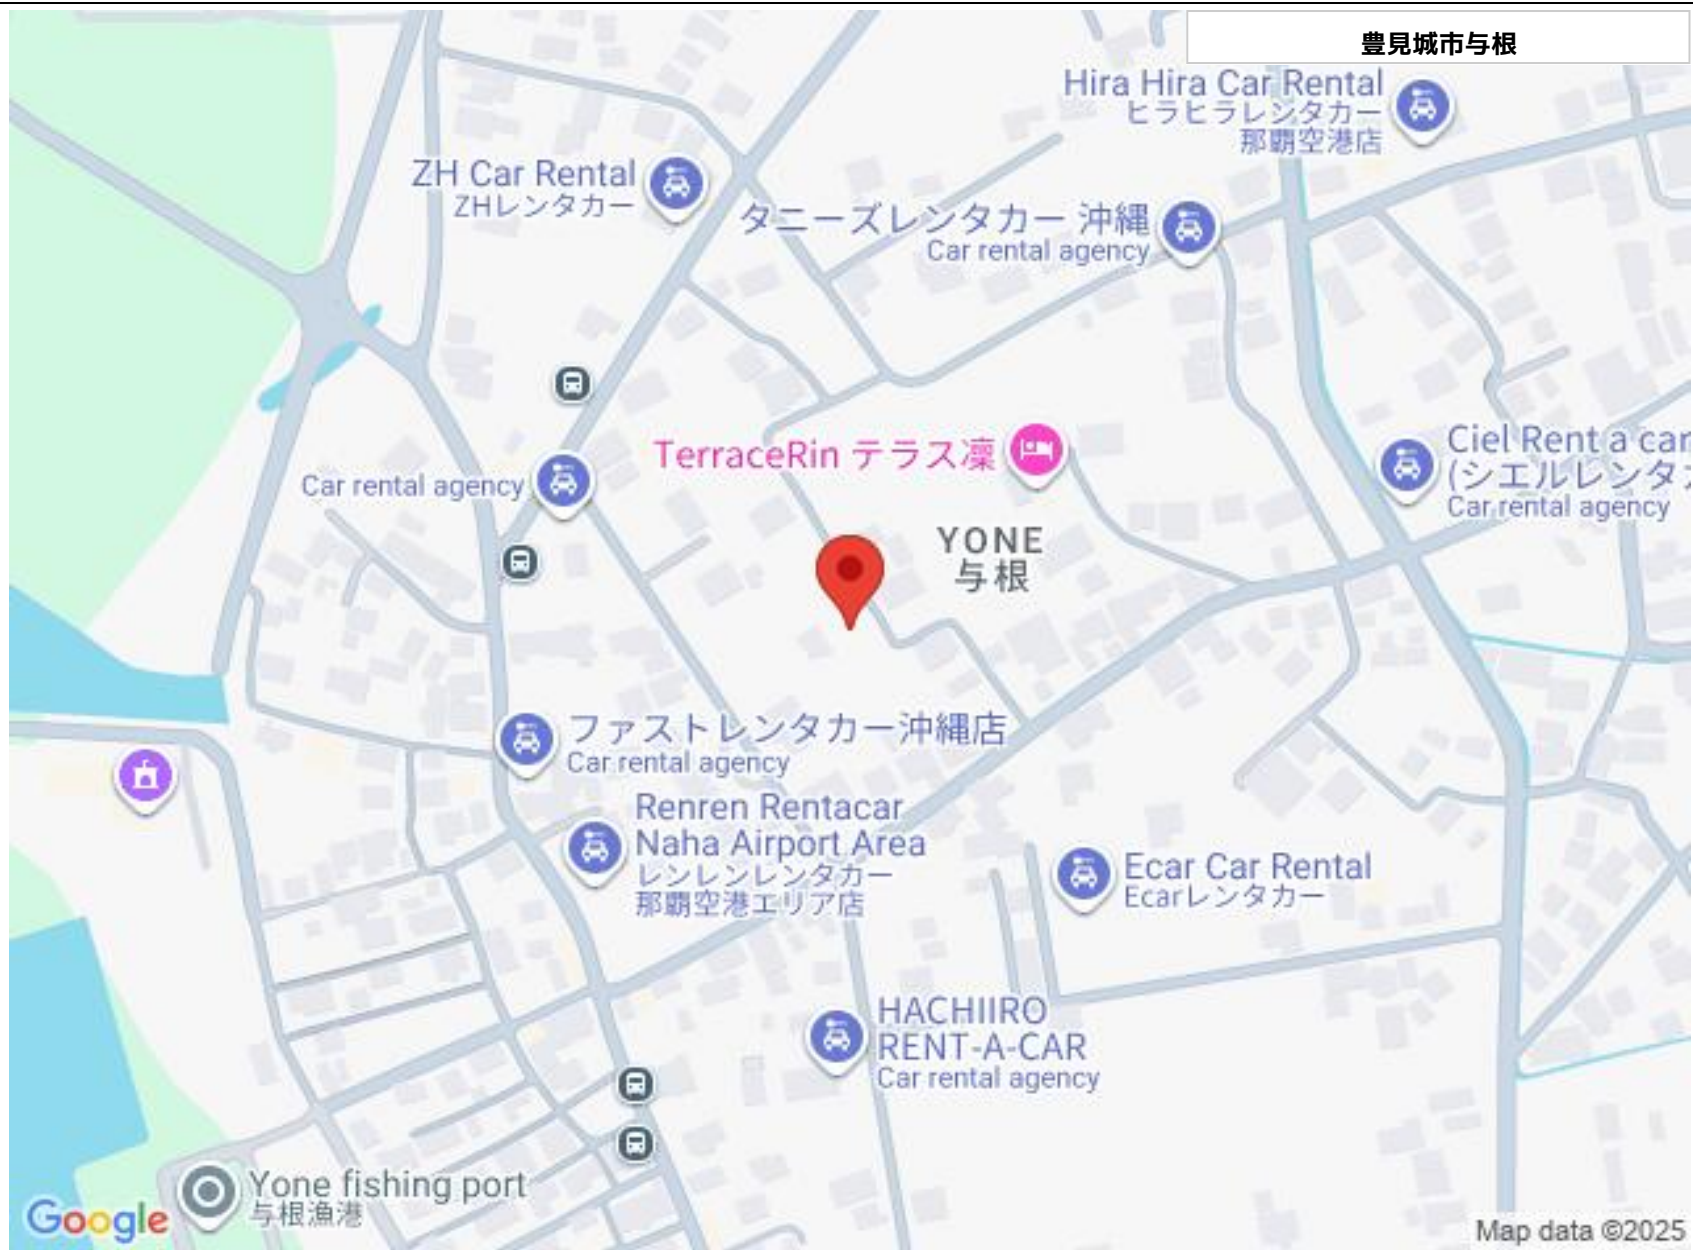 豊見城市与根
Hira Hira Car Rental
ヒラヒラレンタカー
那覇空港店
ZH Car Rental
ZHレンタカー
タニーズレンタカー 沖縄
Car rental agency
TerraceRin テラス凜
Ciel Rent a car
(シエルレンタカ
Car rental agency
Car rental agency
YONE
与根
ファストレンタカー沖縄店
Car rental agency
Renren Rentacar
Naha Airport Area
レンレンレンタカー
那覇空港エリア店
Ecar Car Rental
Ecarレンタカー
HACHIIRO
RENT-A-CAR
Car rental agency
Yone fishing port
与根漁港
Google
Map data ©2025